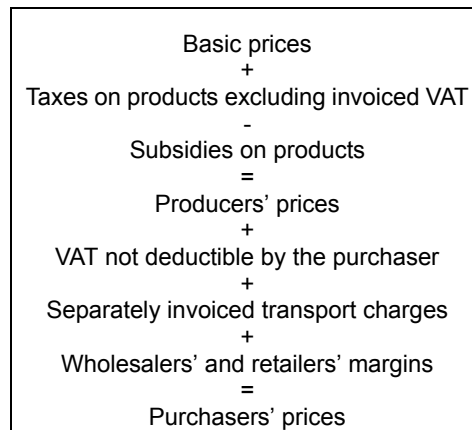 Basic prices
+
Taxes on products excluding invoiced VAT
-
Subsidies on products
=
Producers’ prices
+
VAT not deductible by the purchaser
+
Separately invoiced transport charges
+
Wholesalers’ and retailers’ margins
=
Purchasers’ prices